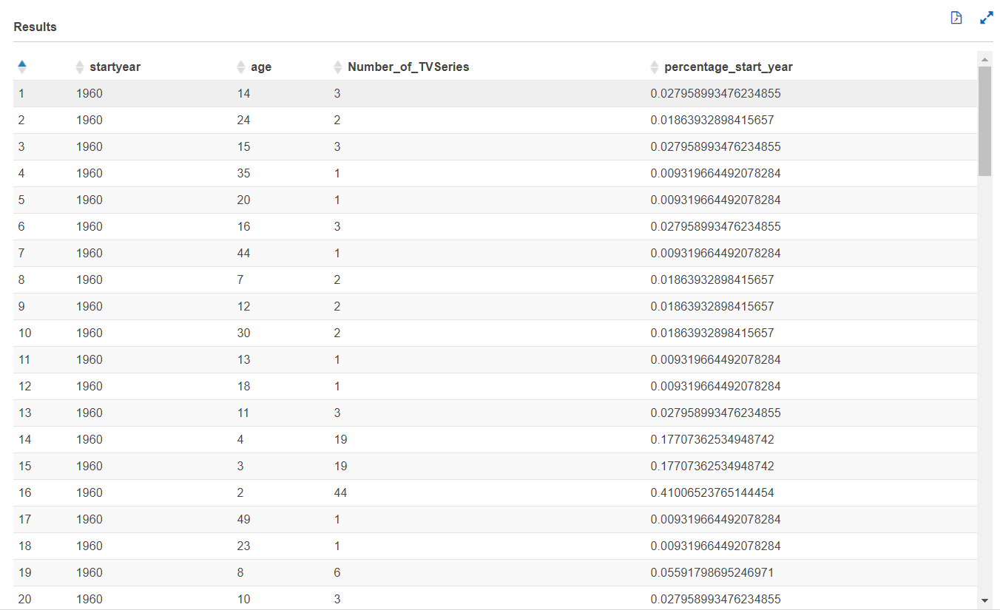 Results
startyear age Number_of_TVSeries percentage_start_year
1 1960 14 3 0.027958993476234855
2 1960 24 2 0.01863932898415657
3 1960 15 3 0.027958993476234855
4 1960 35 1 0.009319664492078284
5 1960 20 1 0.009319664492078284
6 1960 16 3 0.027958993476234855
7 1960 44 1 0.009319664492078284
8 1960 7 2 0.01863932898415657
9 1960 12 2 0.01863932898415657
10 1960 30 2 0.01863932898415657
11 1960 13 1 0.009319664492078284
12 1960 18 1 0.009319664492078284
13 1960 11 3 0.027958993476234855
14 1960 4 19 0.17707362534948742
15 1960 3 19 0.17707362534948742
16 1960 2 44 0.41006523765144454
17 1960 49 1 0.009319664492078284
18 1960 23 1 0.009319664492078284
19 1960 8 6 0.05591798695246971
20 1960 10 3 0.027958993476234855